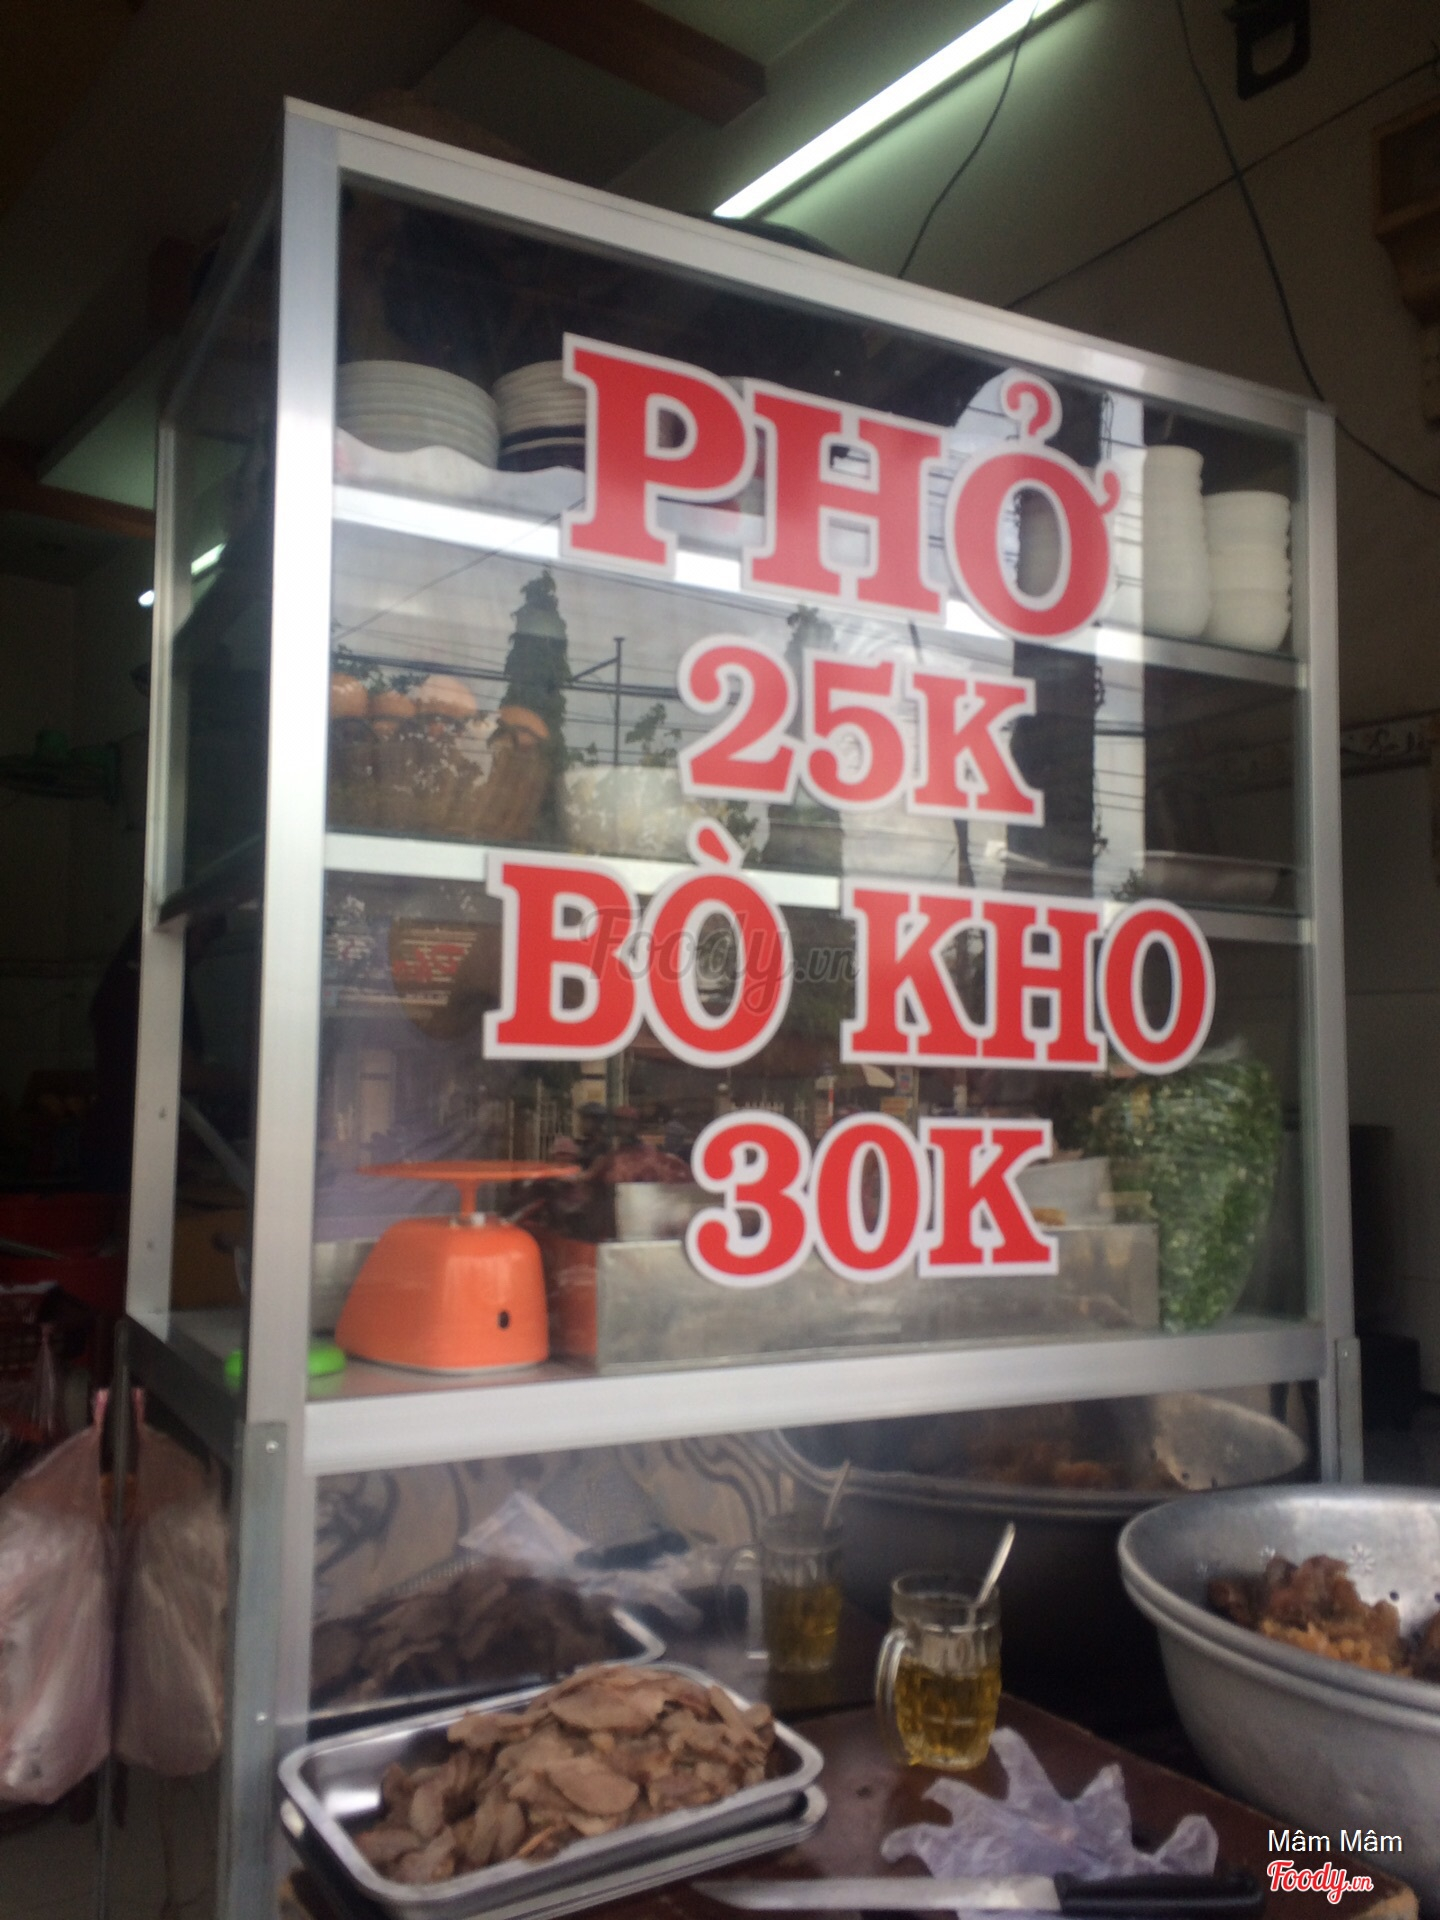 PHỞ
25K
BÒ KHO
30K
Foody.vn
Mâm Mâm
Foody.vn